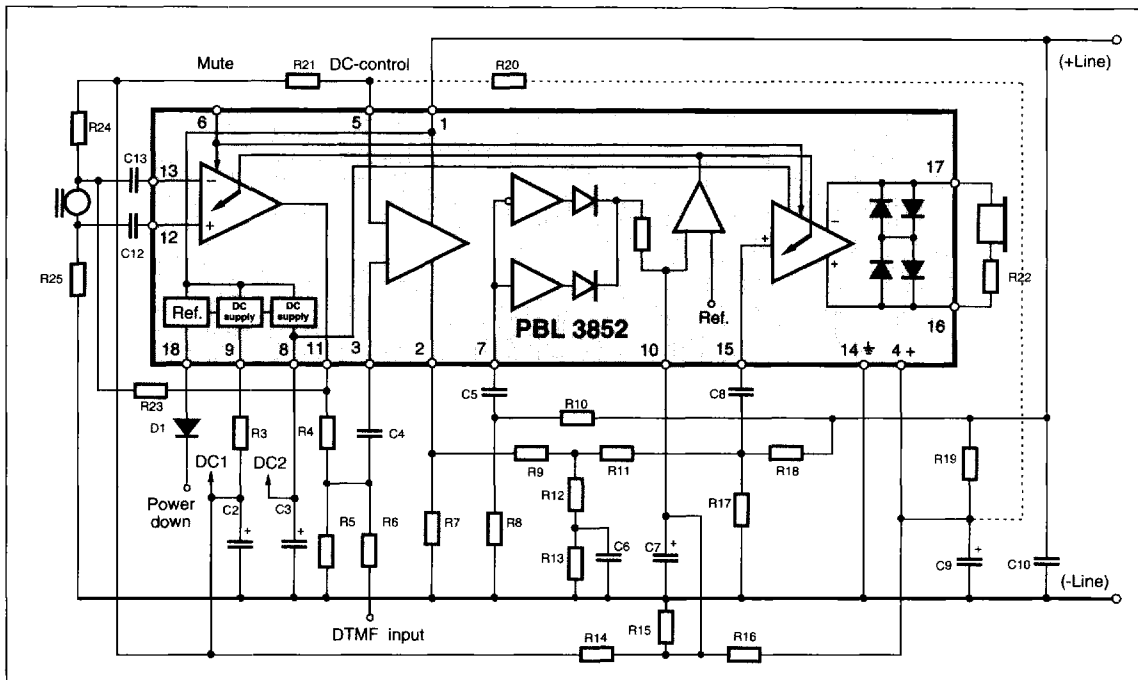 R21
R20
(+Line)
Mute
DC-control
R24
6
5
1
C13
13
17
−
−
+
12
+
+
C12
R25
R22
Ref.
DC supply
DC supply
PBL 3852
Ref.
16
18
9
8
11
3
2
7
10
15
14
4 +
R23
C5
C8
D1
R3
R4
C4
R10
R19
DC1
DC2
R9
R11
R18
Power down
C2
+
C3
+
R5
R6
R7
R8
R12
R13
C6
C7
+
R17
C9
+
C10
(-Line)
DTMF input
R15
R14
R16